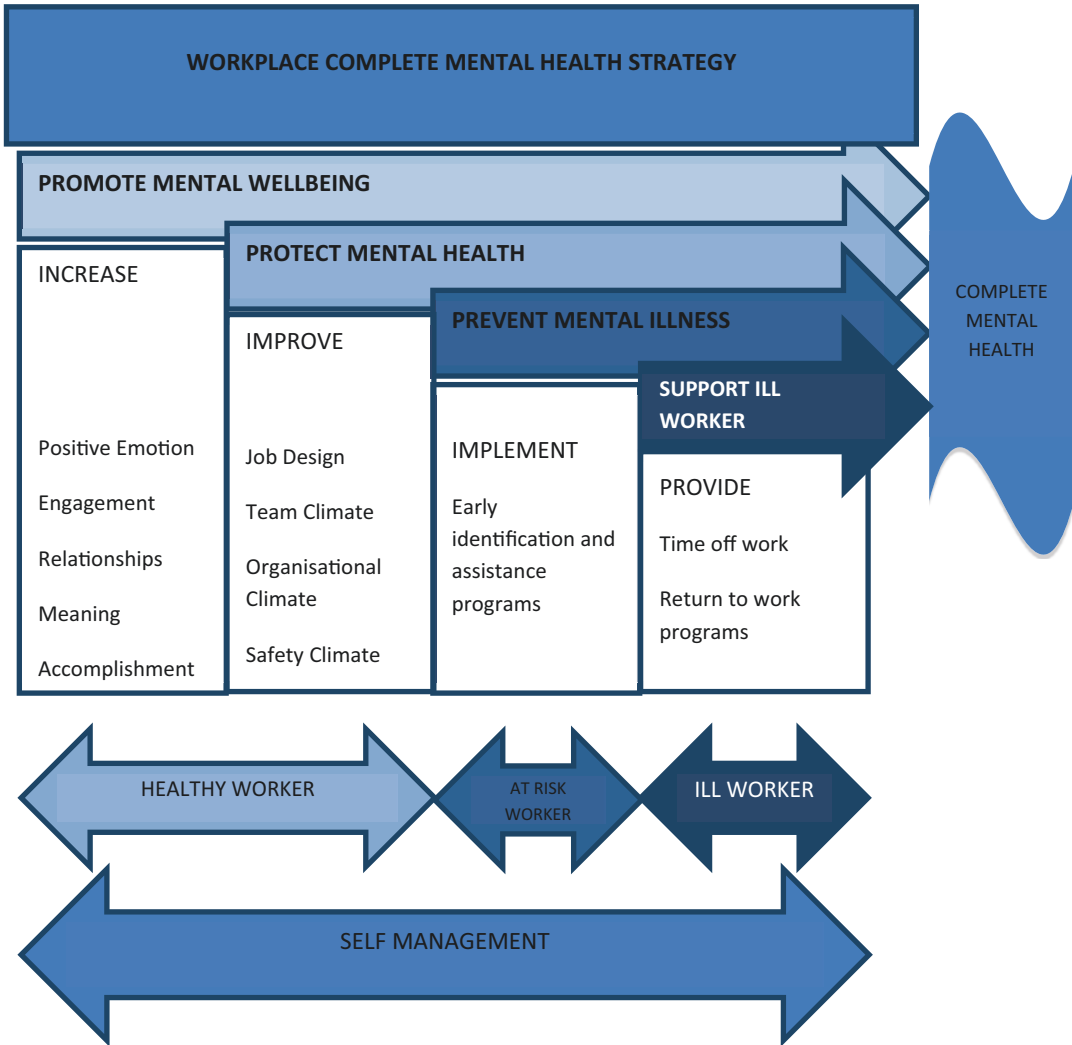 WORKPLACE COMPLETE MENTAL HEALTH STRATEGY
PROMOTE MENTAL WELLBEING
PROTECT MENTAL HEALTH
PREVENT MENTAL ILLNESS
SUPPORT ILL
WORKER
COMPLETE
MENTAL
HEALTH
INCREASE
Positive Emotion
Engagement
Relationships
Meaning
Accomplishment
IMPROVE
Job Design
Team Climate
Organisational
Climate
Safety Climate
IMPLEMENT
Early
identification and
assistance
programs
PROVIDE
Time off work
Return to work
programs
HEALTHY WORKER
AT RISK
WORKER
ILL WORKER
SELF MANAGEMENT